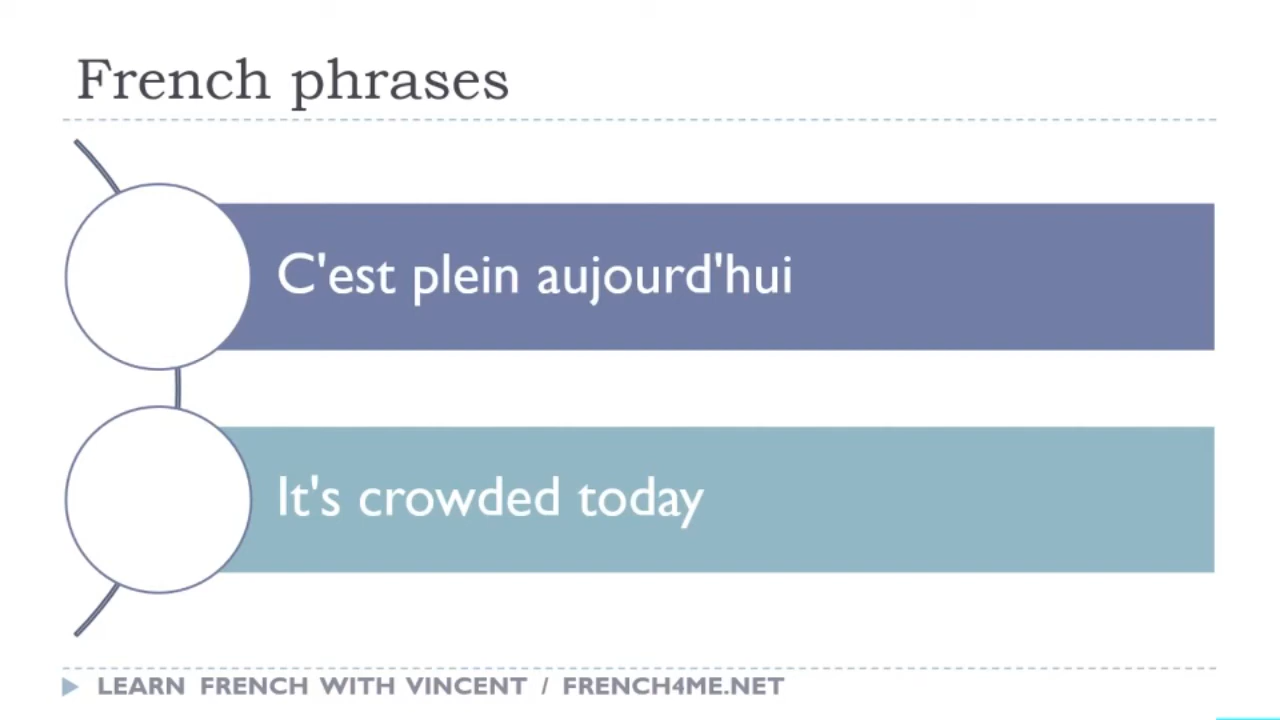 French phrases
C'est plein aujourd'hui
It's crowded today
LEARN FRENCH WITH VINCENT / FRENCH4ME.NET